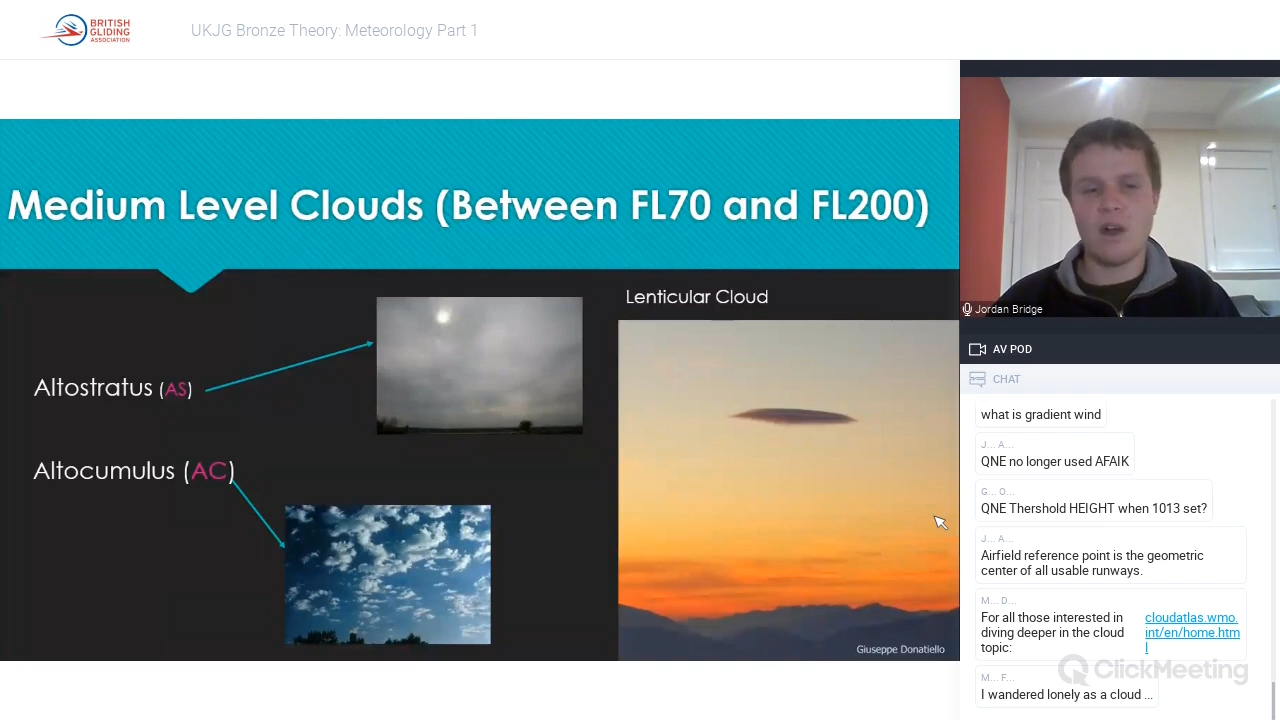 BRITISH
GLIDING
ASSOCIATION
UKJG Bronze Theory: Meteorology Part 1
Medium Level Clouds (Between FL70 and FL200)
Lenticular Cloud
Altostratus (AS)
Altocumulus (AC)
Giuseppe Donatiello
Jordan Bridge
AV POD
CHAT
what is gradient wind
J... A...
QNE no longer used AFAIK
G... O...
QNE Thershold HEIGHT when 1013 set?
J... A...
Airfield reference point is the geometric
center of all usable runways.
M... D...
For all those interested in
diving deeper in the cloud
topic:
cloudatlas.wmo.
int/en/home.htm
l
M... F...
I wandered lonely as a cloud ...
ClickMeeting